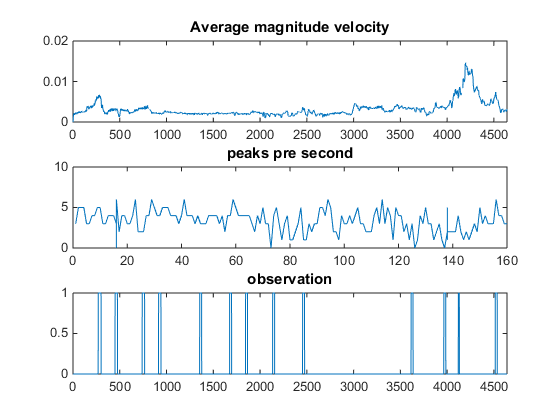 Average magnitude velocity
0.02
0.01
0
0 500 1000 1500 2000 2500 3000 3500 4000 4500
peaks pre second
10
5
0
0 20 40 60 80 100 120 140 160
observation
1
0.5
0
0 500 1000 1500 2000 2500 3000 3500 4000 4500